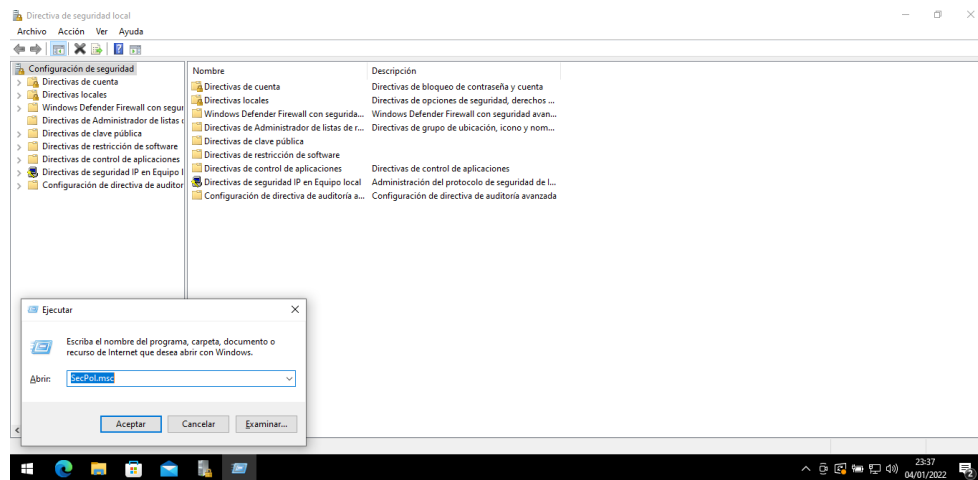 Directiva de seguridad local
Archivo Acción Ver Ayuda
Configuración de seguridad
Directivas de cuenta
Directivas locales
Windows Defender Firewall con segur
Directivas de Administrador de listas
Directivas de clave pública
Directivas de restricción de software
Directivas de control de aplicaciones
Directivas de seguridad IP en Equipo l
Configuración de directiva de auditor
Nombre Descripción
Directivas de cuenta Directivas de bloqueo de contraseña y cuenta
Directivas locales Directivas de opciones de seguridad, derechos ...
Windows Defender Firewall con segurida... Windows Defender Firewall con seguridad avan...
Directivas de Administrador de listas de r... Directivas de grupo de ubicación, icono y nom...
Directivas de clave pública
Directivas de restricción de software
Directivas de control de aplicaciones Directivas de control de aplicaciones
Directivas de seguridad IP en Equipo local Administración del protocolo de seguridad de I...
Configuración de directiva de auditoría a... Configuración de directiva de auditoría avanzada
Ejecutar
Escriba el nombre del programa, carpeta, documento o
recurso de Internet que desea abrir con Windows.
Abrir: SecPol.msc
Aceptar Cancelar Examinar...
23:37
04/01/2022
2